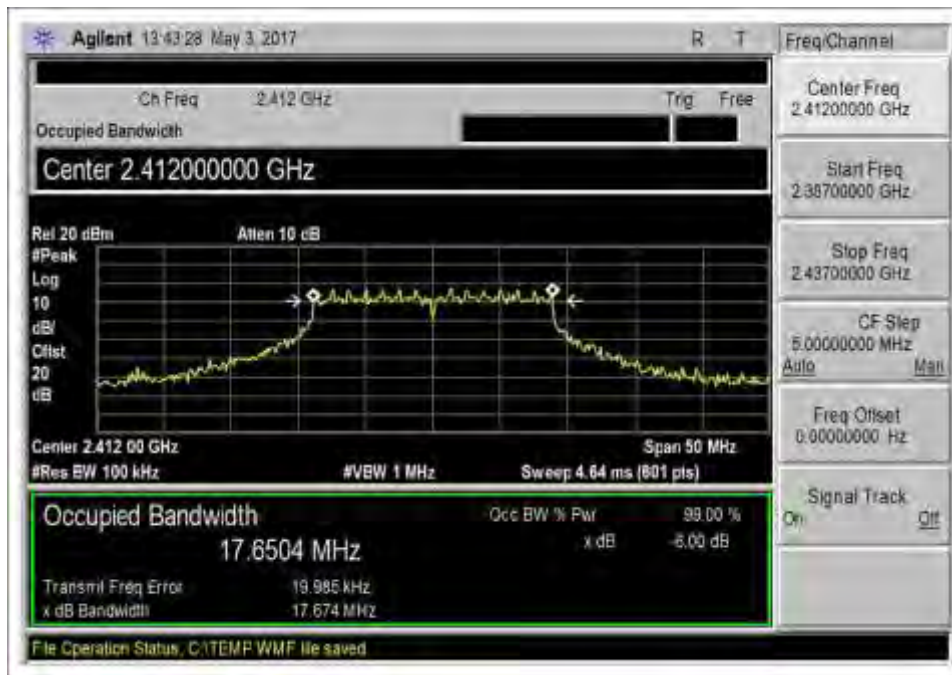 Agilent 13:43:28 May 3, 2017 R T
Freq/Channel
Ch Freq 2.412 GHz Trig Free
Occupied Bandwidth
Center 2.412000000 GHz
Ref 20 dBm Atten 10 dB
#Peak
Log
10
dB/
Offst
20
dB
Center 2.412 00 GHz Span 50 MHz
#Res BW 100 kHz #VBW 1 MHz Sweep 4.64 ms (601 pts)
Occupied Bandwidth Occ BW % Pwr 99.00 %
17.6504 MHz x dB -6.00 dB
Transmit Freq Error 19.985 kHz
x dB Bandwidth 17.674 MHz
File Operation Status, C:\TEMP.WMF file saved
Center Freq
2.41200000 GHz
Start Freq
2.38700000 GHz
Stop Freq
2.43700000 GHz
CF Step
5.00000000 MHz
Auto Man
Freq Offset
0.00000000 Hz
Signal Track
On Off